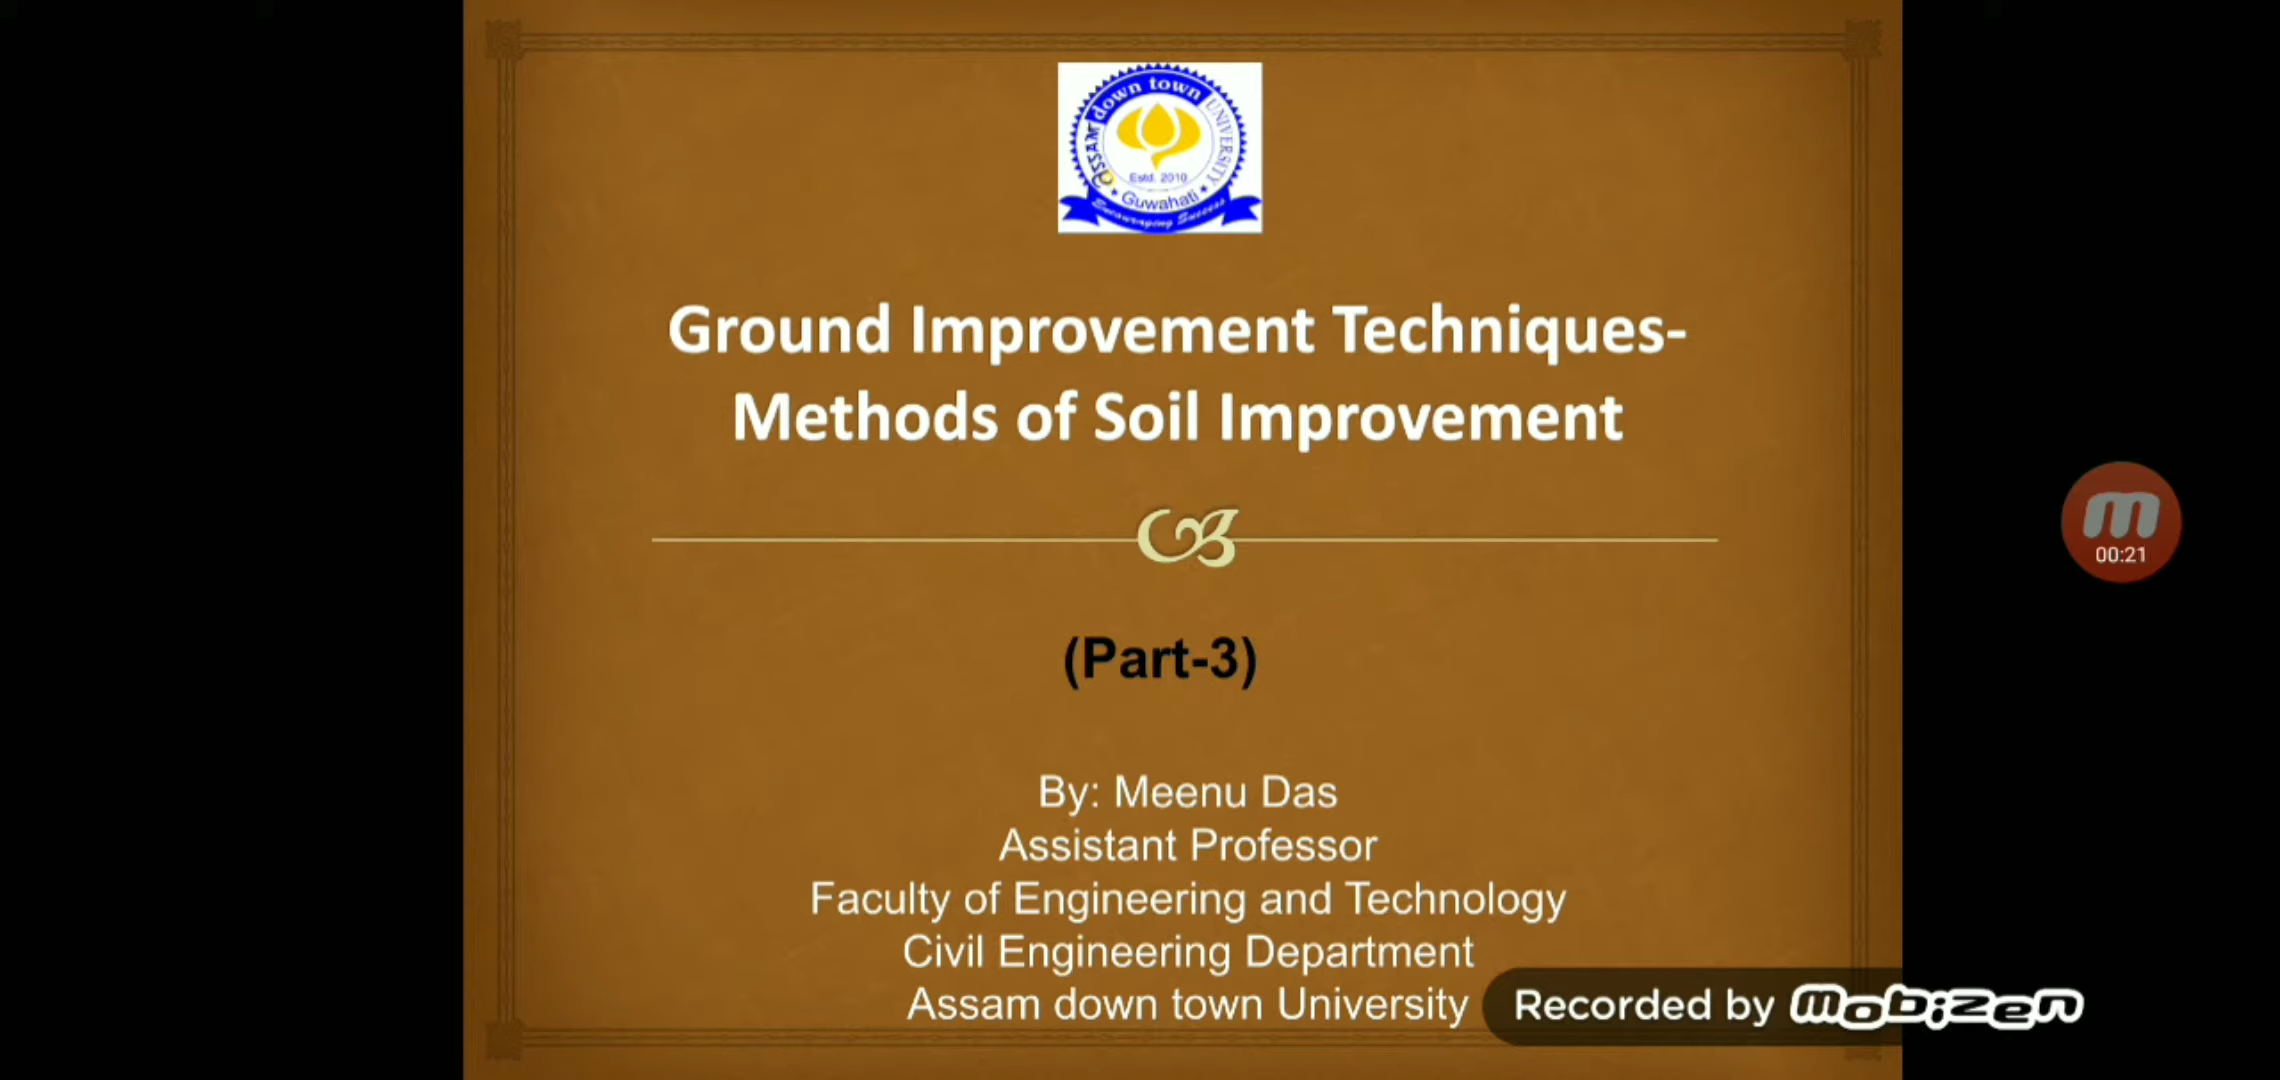 ASSAM down town UNIVERSITY
Estd. 2010
Guwahati
Encouraging Success
Ground Improvement Techniques-
Methods of Soil Improvement
(Part-3)
By: Meenu Das
Assistant Professor
Faculty of Engineering and Technology
Civil Engineering Department
Assam down town University
m
00:21
Recorded by mobizen